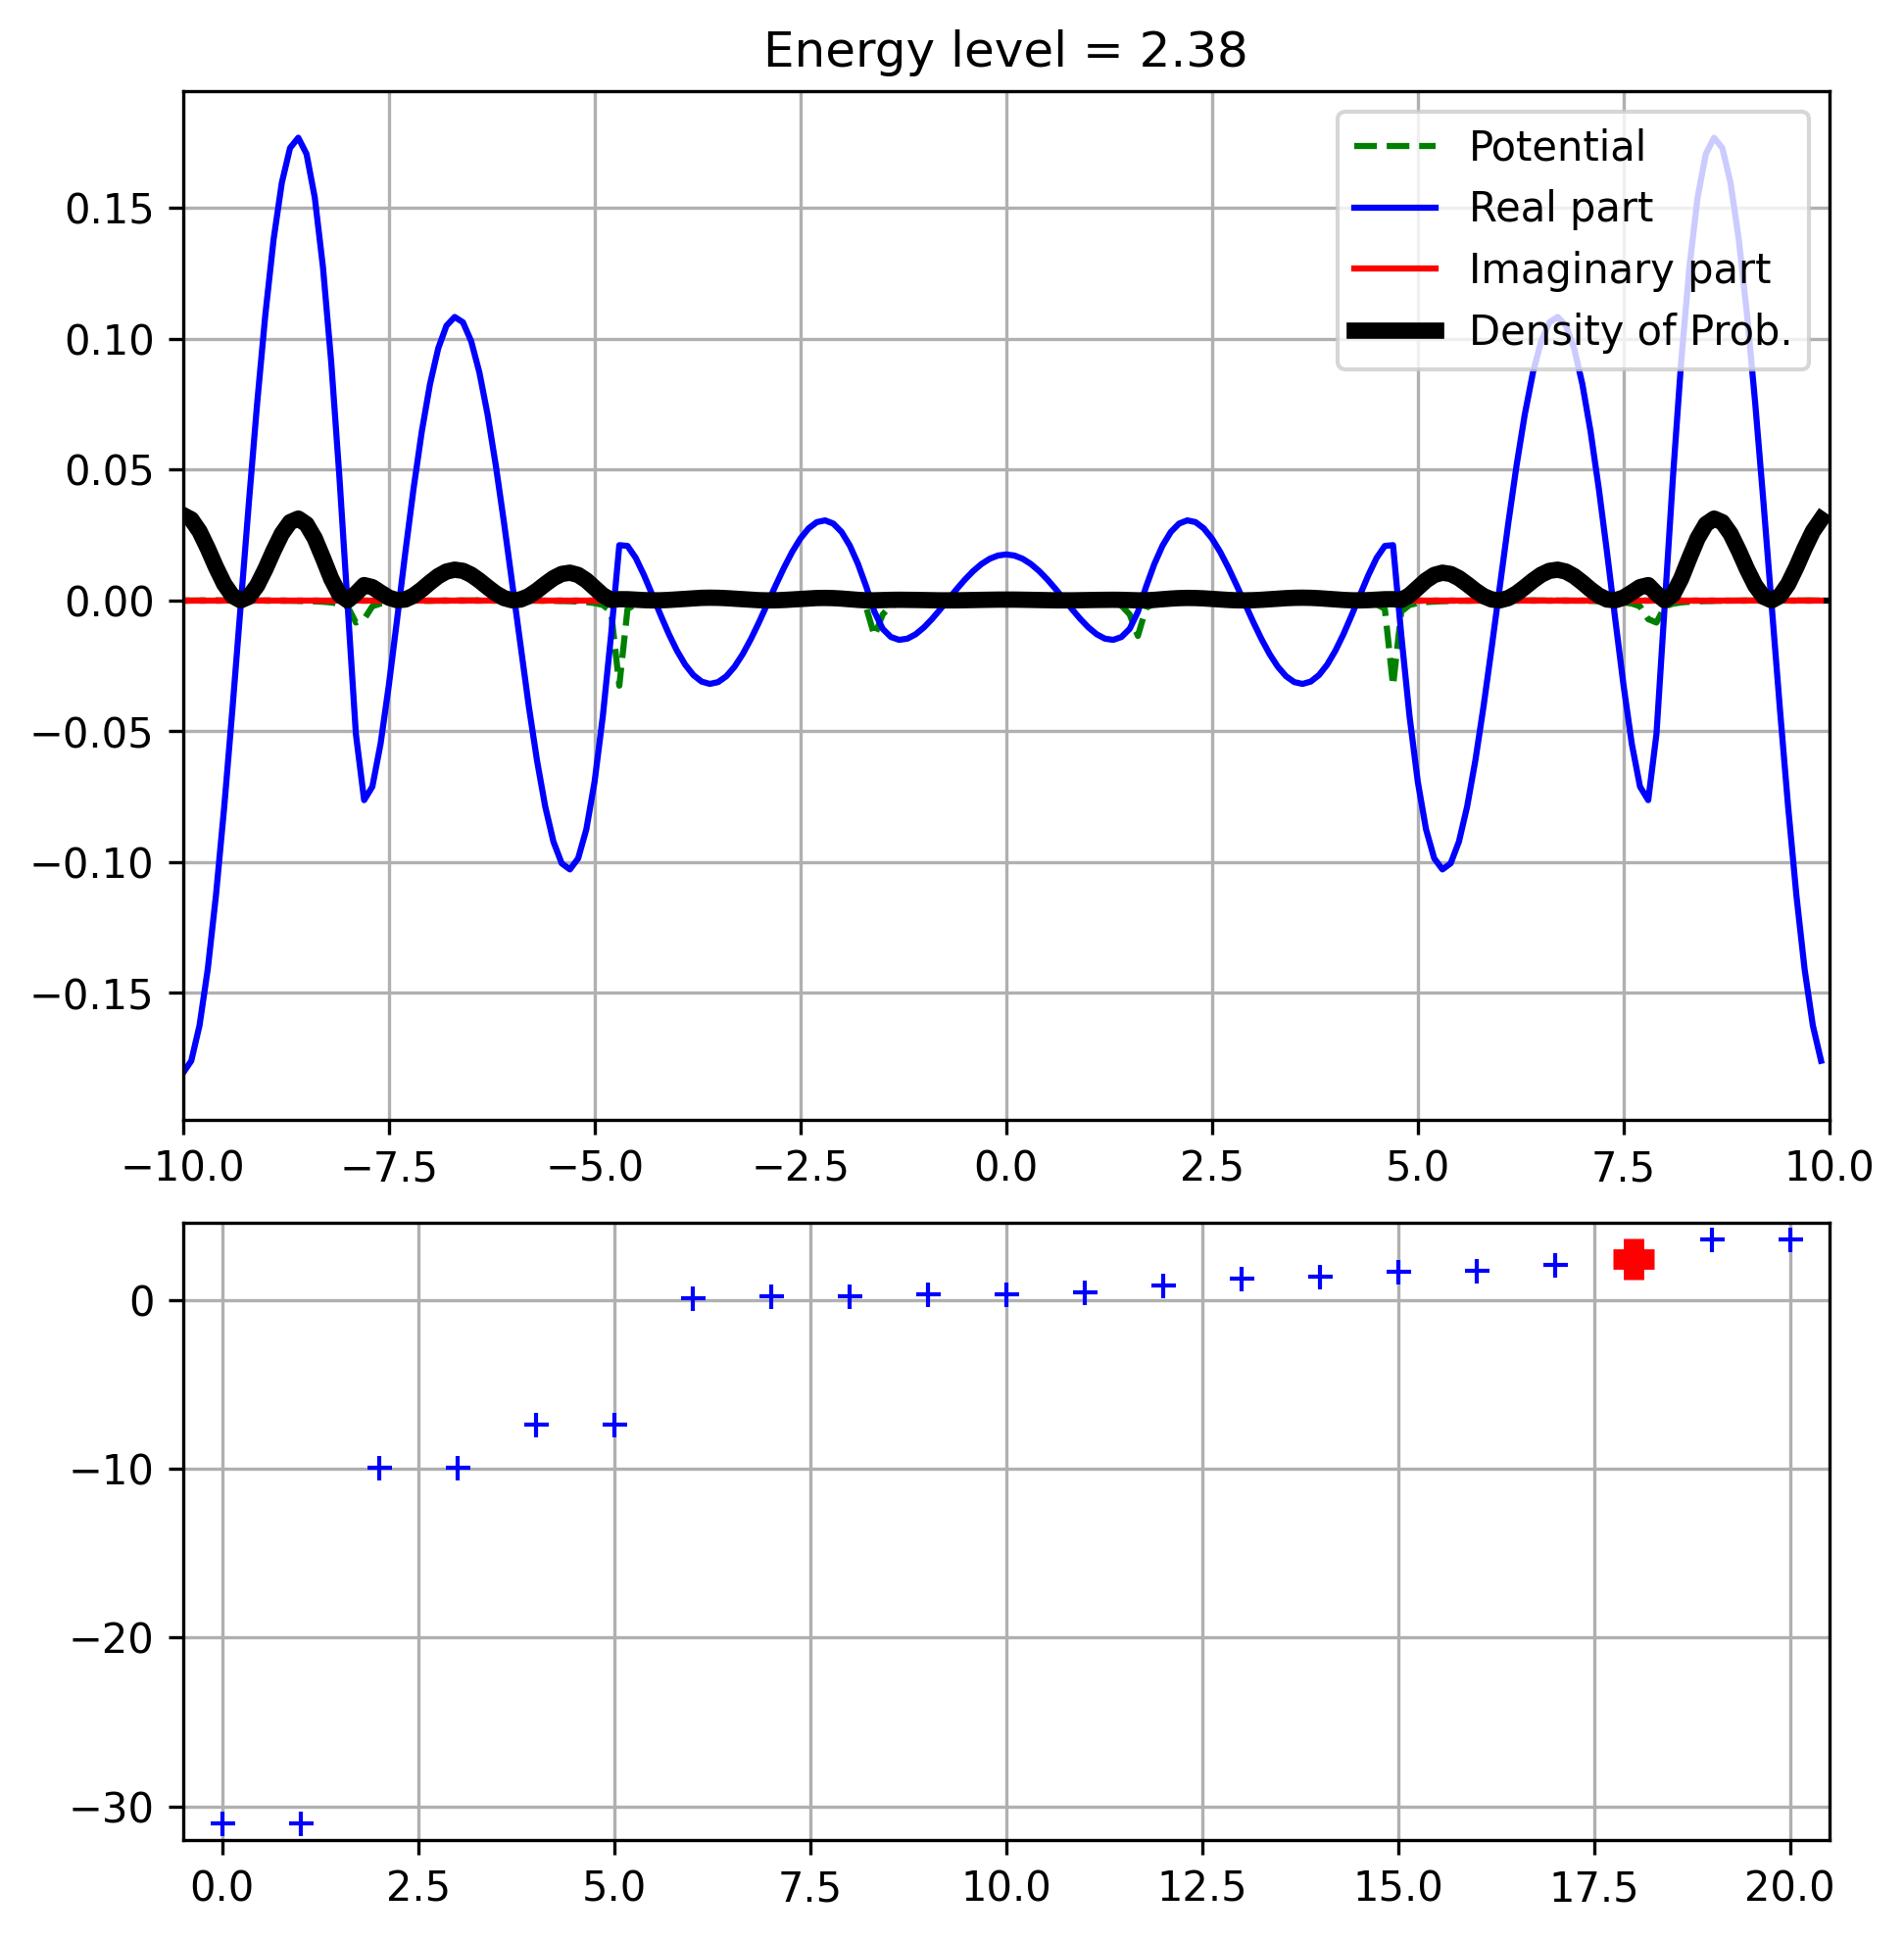 Energy level = 2.38
Potential
Real part
Imaginary part
Density of Prob.
0.15
0.10
0.05
0.00
−0.05
−0.10
−0.15
−10.0 −7.5 −5.0 −2.5 0.0 2.5 5.0 7.5 10.0
0
−10
−20
−30
0.0 2.5 5.0 7.5 10.0 12.5 15.0 17.5 20.0